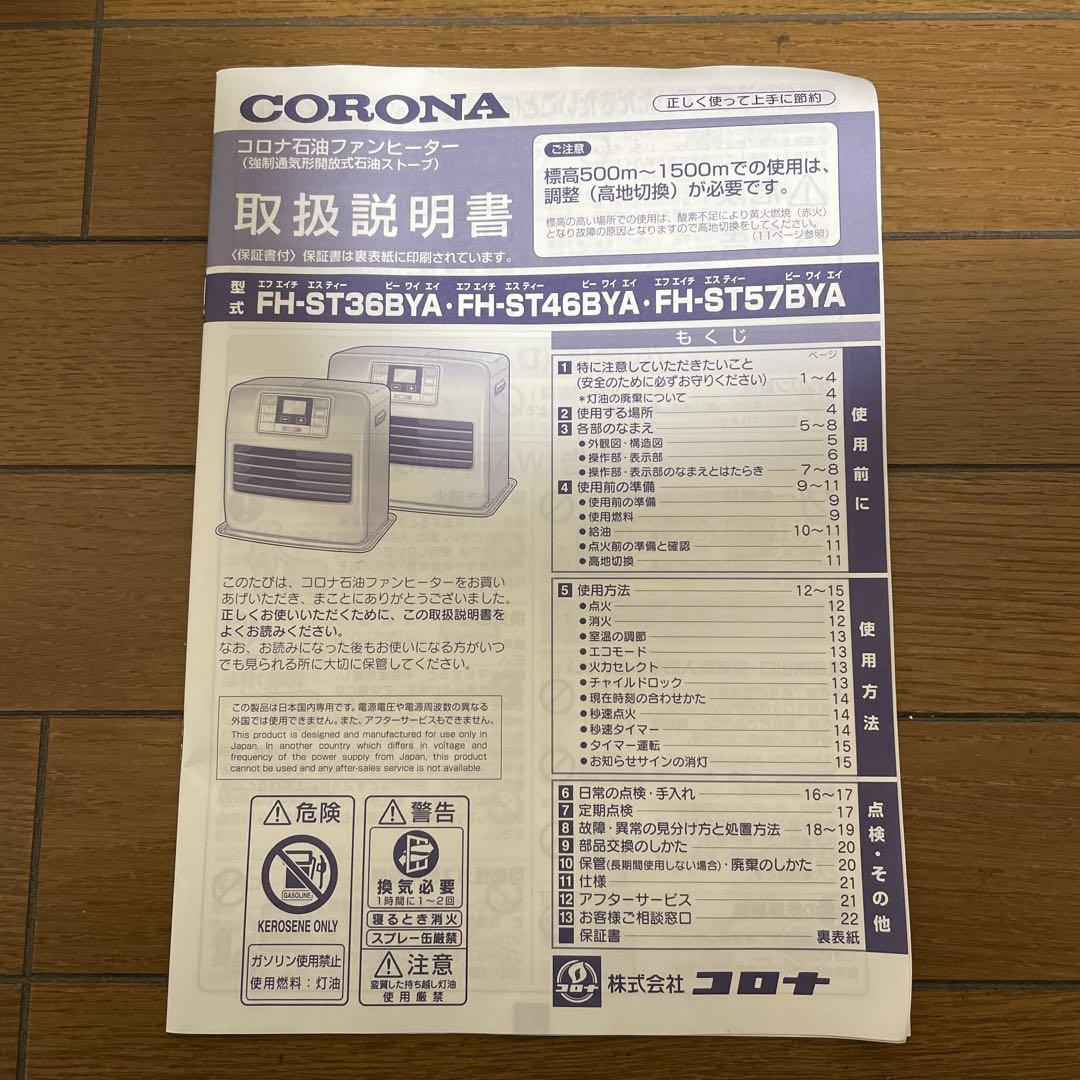 CORONA
正しく使って上手に節約
コロナ石油ファンヒーター
（強制通気形開放式石油ストーブ）
取扱説明書
〈保証書付〉保証書は裏表紙に印刷されています。
ご注意
標高500m～1500mでの使用は、
調整（高地切換）が必要です。
標高の高い場所での使用は、酸素不足により黄火燃焼（赤火）
となり故障の原因となりますので高地切換をしてください。
（11ページ参照）
エフ エイチ エス ティー ビー ワイ エイ エフ エイチ エス ティー ビー ワイ エイ エフ エイチ エス ティー ビー ワイ エイ
型式 FH-ST36BYA・FH-ST46BYA・FH-ST57BYA
もくじ
ページ
1 特に注意していただきたいこと
（安全のために必ずお守りください） 1～4
＊灯油の廃棄について 4
2 使用する場所 4
3 各部のなまえ 5～8
●外観図・構造図 5
●操作部・表示部 6
●操作部・表示部のなまえとはたらき 7～8
4 使用前の準備 9～11
●使用前の準備 9
●使用燃料 9
●給油 10～11
●点火前の準備と確認 11
●高地切換 11
使用前に
5 使用方法 12～15
●点火 12
●消火 12
●室温の調節 13
●エコモード 13
●火力セレクト 13
●チャイルドロック 13
●現在時刻の合わせかた 14
●秒速点火 14
●秒速タイマー 14
●タイマー運転 15
●お知らせサインの消灯 15
使用方法
6 日常の点検・手入れ 16～17
7 定期点検 17
8 故障・異常の見分け方と処置方法 18～19
9 部品交換のしかた 20
10 保管（長期間使用しない場合）・廃棄のしかた 20
11 仕様 21
12 アフターサービス 21
13 お客様ご相談窓口 22
保証書 裏表紙
点検・その他
このたびは、コロナ石油ファンヒーターをお買い
あげいただき、まことにありがとうございました。
正しくお使いいただくために、この取扱説明書を
よくお読みください。
なお、お読みになった後もお使いになる方がいつ
でも見られる所に大切に保管してください。
この製品は日本国内専用です。電源電圧や電源周波数の異なる
外国では使用できません。また、アフターサービスもできません。
This product is designed and manufactured for use only in
Japan. In another country which differs in voltage and
frequency of the power supply from Japan, this product
cannot be used and any after-sales service is not available.
危険
GASOLINE
KEROSENE ONLY
ガソリン使用禁止
使用燃料：灯油
警告
換気必要
1時間に1～2回
寝るとき消火
スプレー缶厳禁
注意
変質した持ち越し灯油
使用厳禁
コロナ
株式会社 コロナ